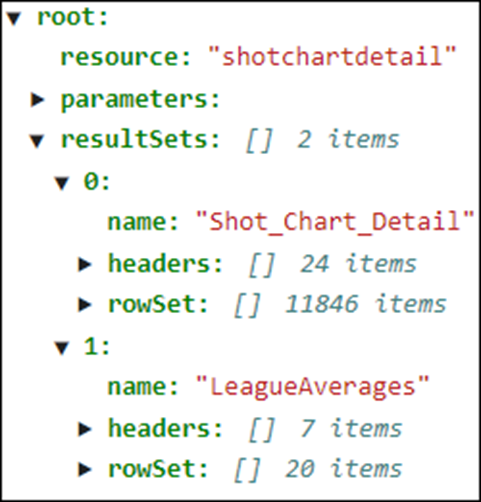 ▼ root:
resource: "shotchartdetail"
▶ parameters:
▼ resultSets: [] 2 items
▼ 0:
name: "Shot_Chart_Detail"
▶ headers: [] 24 items
▶ rowSet: [] 11846 items
▼ 1:
name: "LeagueAverages"
▶ headers: [] 7 items
▶ rowSet: [] 20 items